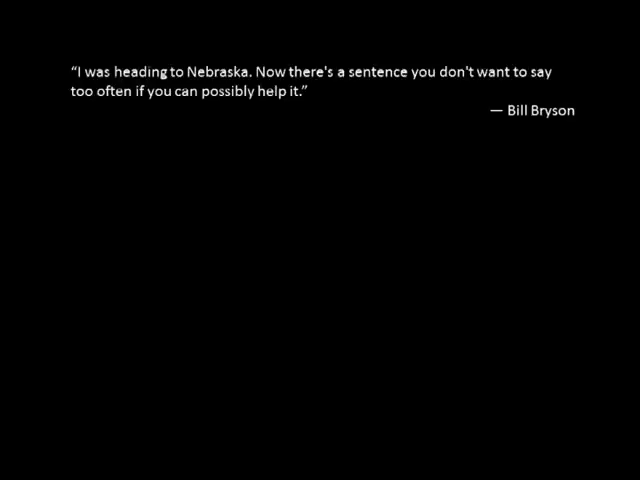 “I was heading to Nebraska. Now there's a sentence you don't want to say
too often if you can possibly help it.”
— Bill Bryson